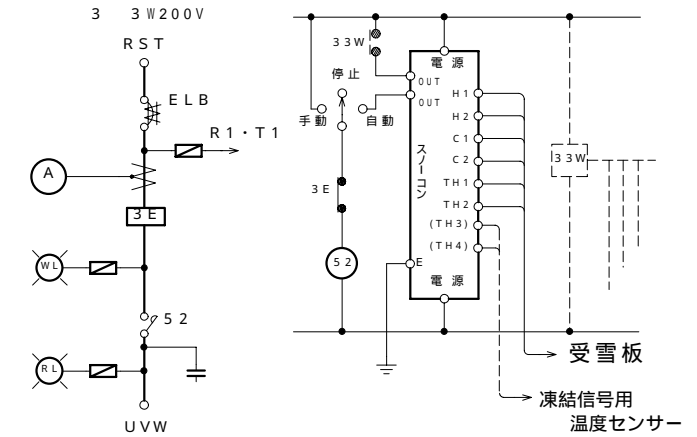 3 3W200V
RST
ELB
R1・T1
A
3E
WL
52
RL
UVW
33W
停止
手動
自動
3E
52
電源
OUT
OUT
スノーコン
H1
H2
C1
C2
TH1
TH2
(TH3)
(TH4)
E
電源
33W
受雪板
凍結信号用
温度センサー